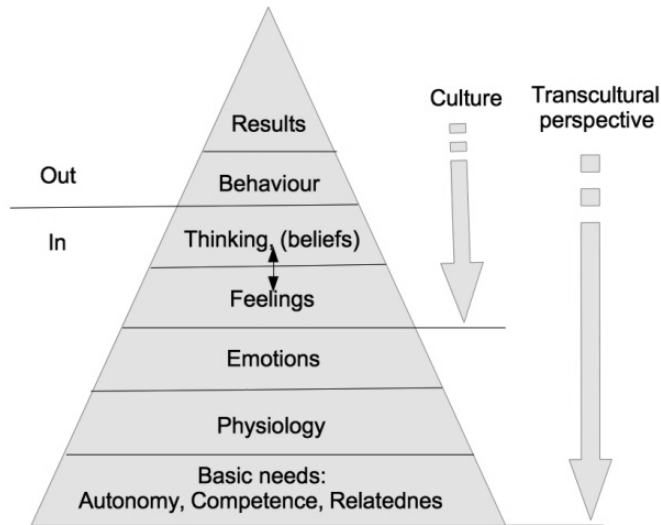 Culture
Transcultural
perspective
Results
Out
Behaviour
In
Thinking, (beliefs)
Feelings
Emotions
Physiology
Basic needs:
Autonomy, Competence, Relatednes